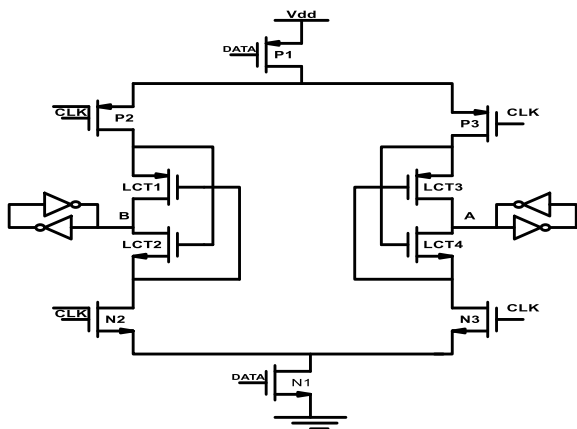 Vdd
DATA
P1
CLK
P2
P3
CLK
LCT1
LCT3
B
A
LCT2
LCT4
CLK
N2
N3
CLK
DATA
N1